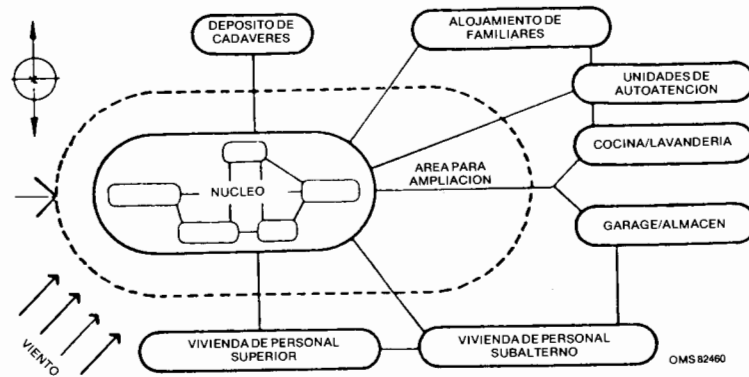 DEPOSITO DE
CADAVERES
ALOJAMIENTO DE
FAMILIARES
UNIDADES DE
AUTOATENCION
COCINA/LAVANDERIA
AREA PARA
AMPLIACION
NUCLEO
GARAGE/ALMACEN
VIENTO
VIVIENDA DE PERSONAL
SUPERIOR
VIVIENDA DE PERSONAL
SUBALTERNO
OMS 82460